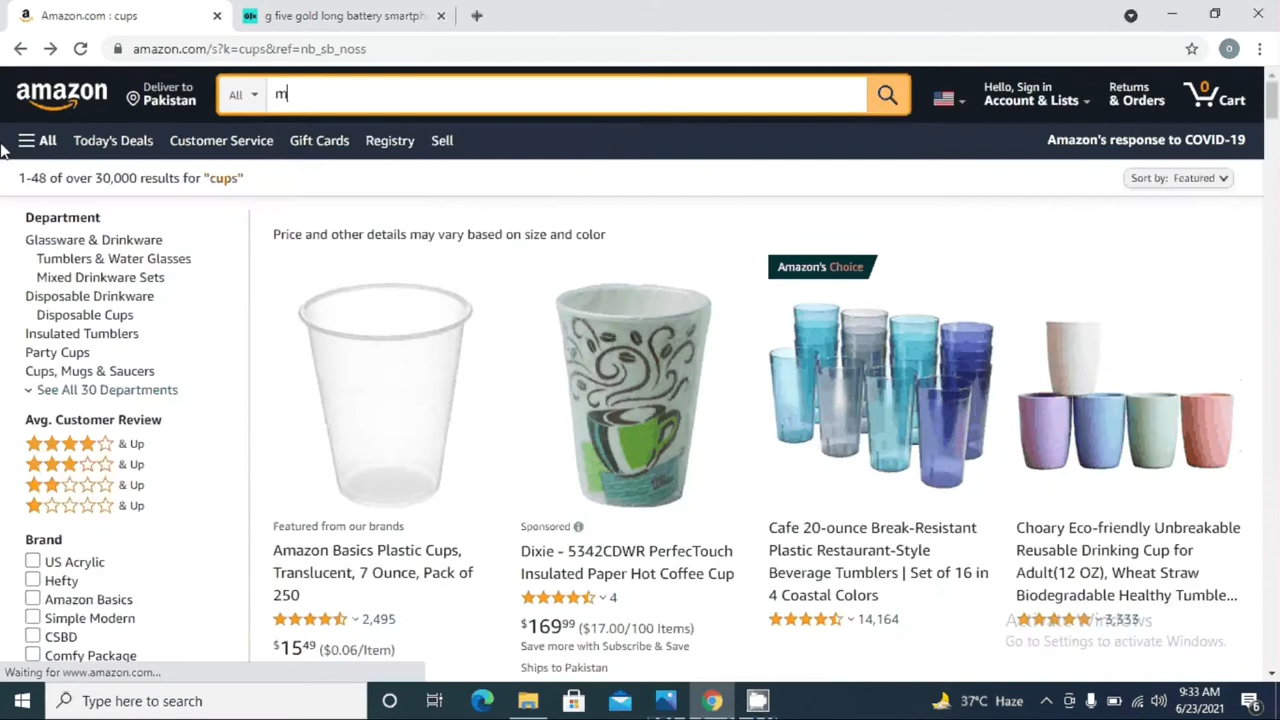 Amazon.com : cups
g five gold long battery smartph
amazon.com/s?k=cups&ref=nb_sb_noss
o
amazon
Deliver to
Pakistan
All
m
Hello, Sign in
Account & Lists
Returns
& Orders
0
Cart
All
Today's Deals
Customer Service
Gift Cards
Registry
Sell
Amazon's response to COVID-19
1-48 of over 30,000 results for "cups"
Sort by: Featured
Department
Glassware & Drinkware
Tumblers & Water Glasses
Mixed Drinkware Sets
Disposable Drinkware
Disposable Cups
Insulated Tumblers
Party Cups
Cups, Mugs & Saucers
See All 30 Departments
Avg. Customer Review
& Up
& Up
& Up
& Up
Brand
US Acrylic
Hefty
Amazon Basics
Simple Modern
CSBD
Comfy Package
Price and other details may vary based on size and color
Featured from our brands
Amazon Basics Plastic Cups,
Translucent, 7 Ounce, Pack of
250
2,495
$1549 ($0.06/Item)
Sponsored
Dixie - 5342CDWR PerfecTouch
Insulated Paper Hot Coffee Cup
4
$16999 ($17.00/100 Items)
Save more with Subscribe & Save
Ships to Pakistan
Amazon's Choice
Cafe 20-ounce Break-Resistant
Plastic Restaurant-Style
Beverage Tumblers | Set of 16 in
4 Coastal Colors
14,164
Choary Eco-friendly Unbreakable
Reusable Drinking Cup for
Adult(12 OZ), Wheat Straw
Biodegradable Healthy Tumble...
3,333
Activate Windows
Go to Settings to activate Windows.
Waiting for www.amazon.com...
Type here to search
37°C Haze
9:33 AM
6/23/2021
6